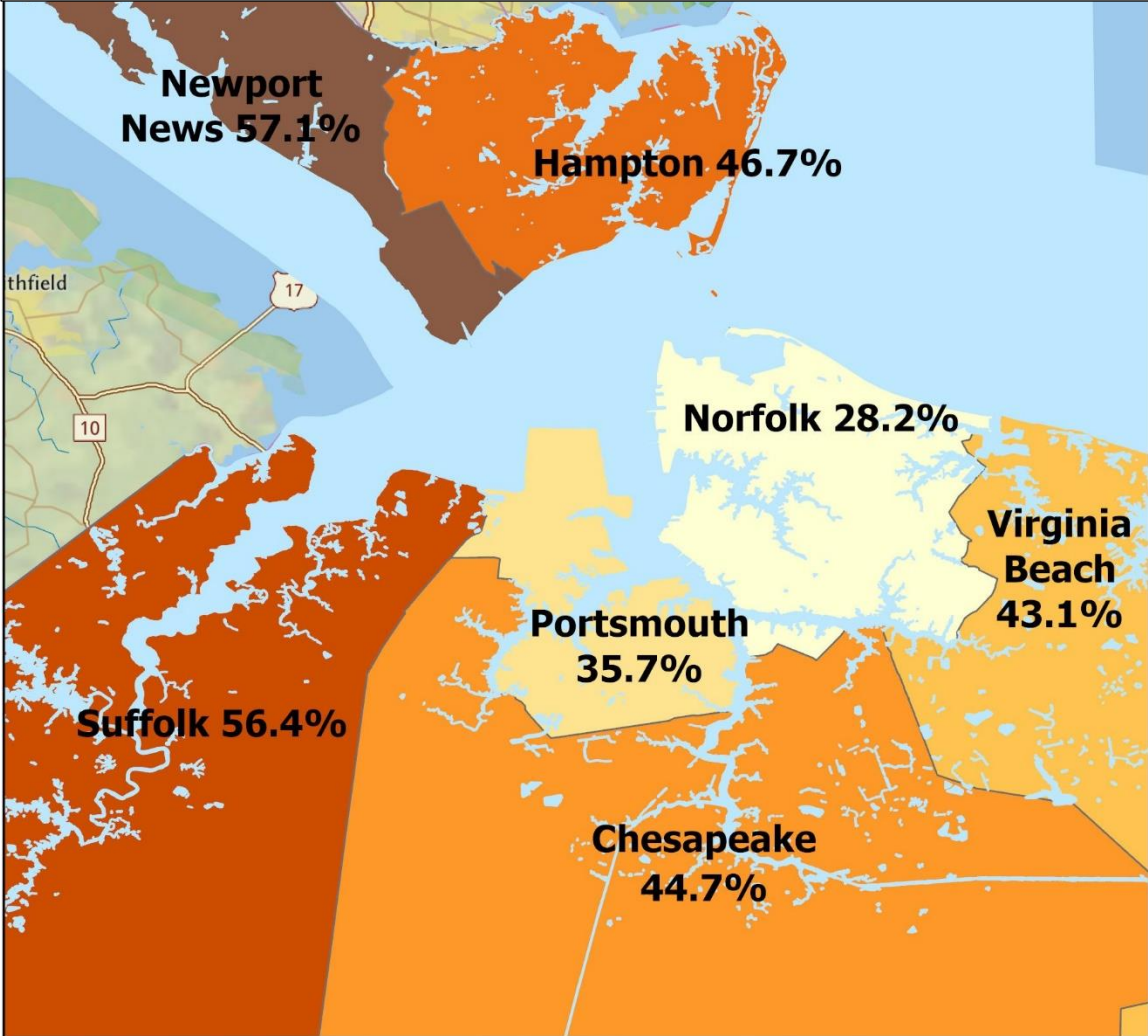 Newport
News 57.1%
Hampton 46.7%
thfield
17
10
Norfolk 28.2%
Virginia
Beach
43.1%
Portsmouth
35.7%
Suffolk 56.4%
Chesapeake
44.7%